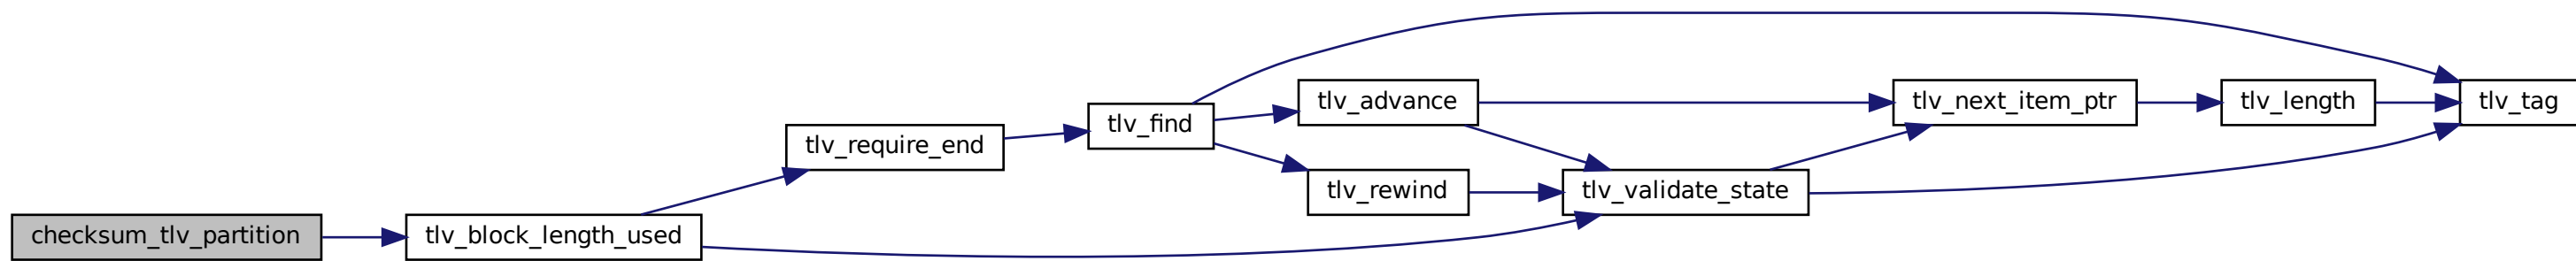 checksum_tlv_partition
tlv_block_length_used
tlv_require_end
tlv_find
tlv_advance
tlv_rewind
tlv_validate_state
tlv_next_item_ptr
tlv_length
tlv_tag